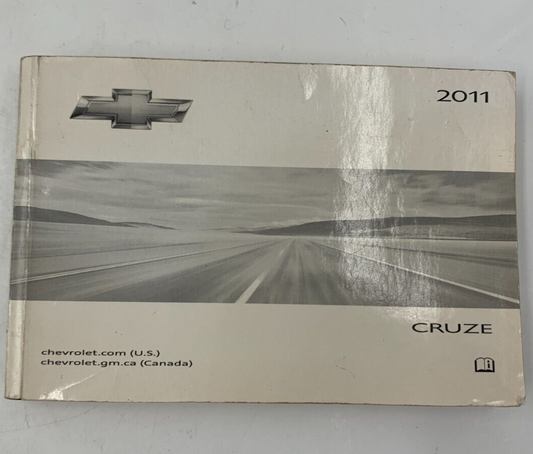 2011
CRUZE
chevrolet.com (U.S.)
chevrolet.gm.ca (Canada)